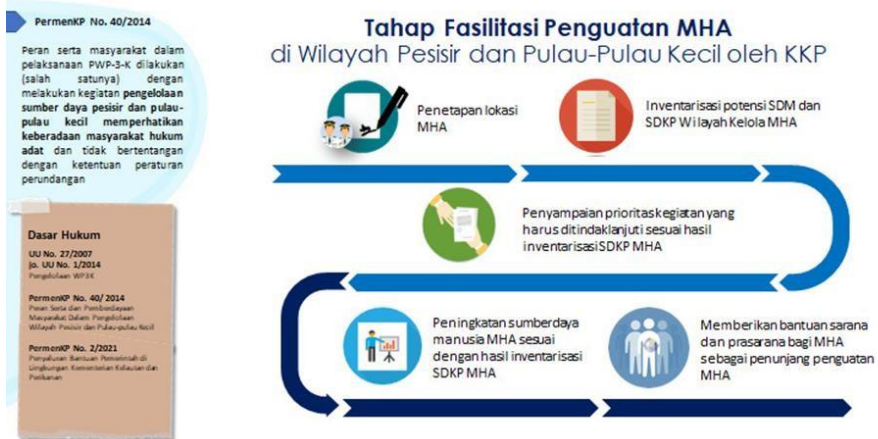 PermenKP No. 40/2014
Peran serta masyarakat dalam
pelaksanaan PWP-3-K dilakukan
(salah satunya) dengan
melakukan kegiatan pengelolaan
sumber daya pesisir dan pulau-
pulau kecil memperhatikan
keberadaan masyarakat hukum
adat dan tidak bertentangan
dengan ketentuan peraturan
perundangan
Dasar Hukum
UU No. 27/2007
jo. UU No. 1/2014
Pengelolaan WP3K
PermenKP No. 40/ 2014
Peran Serta dan Pemberdayaan
Masyarakat Dalam Pengelolaan
Wilayah Pesisir dan Pulau-pulau Kecil
PermenKP No. 2/2021
Penyaluran Bantuan Pemerintah di
Lingkungan Kementerian Kelautan dan
Perikanan
Tahap Fasilitasi Penguatan MHA
di Wilayah Pesisir dan Pulau-Pulau Kecil oleh KKP
Penetapan lokasi
MHA
Inventarisasi potensi SDM dan
SDKP Wilayah Kelola MHA
Penyampaian prioritas kegiatan yang
harus ditindaklanjuti sesuai hasil
inventarisasi SDKP MHA
Peningkatan sumberdaya
manusia MHA sesuai
dengan hasil inventarisasi
SDKP MHA
Memberikan bantuan sarana
dan prasarana bagi MHA
sebagai penunjang penguatan
MHA